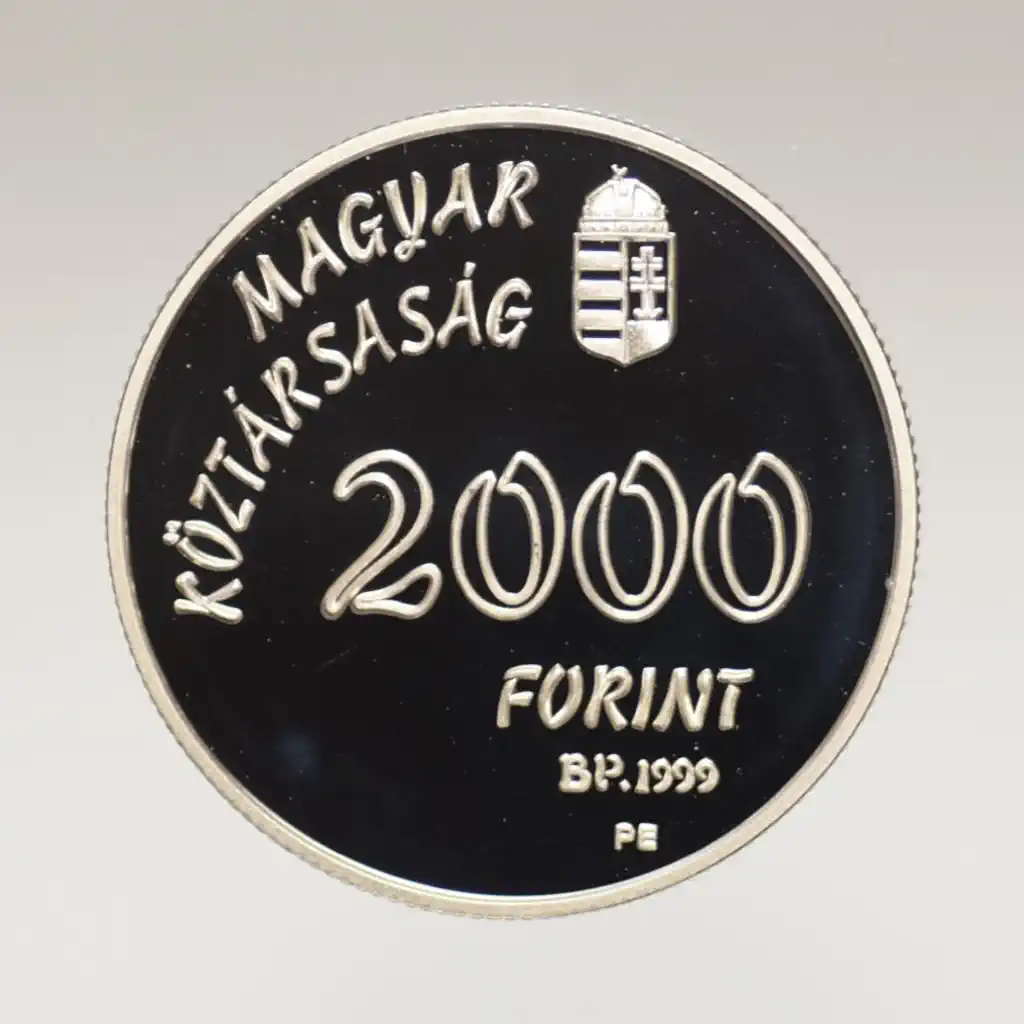 MAGYAR
KÖZTÁRSASÁG
2000
FORINT
BP.1999
PE